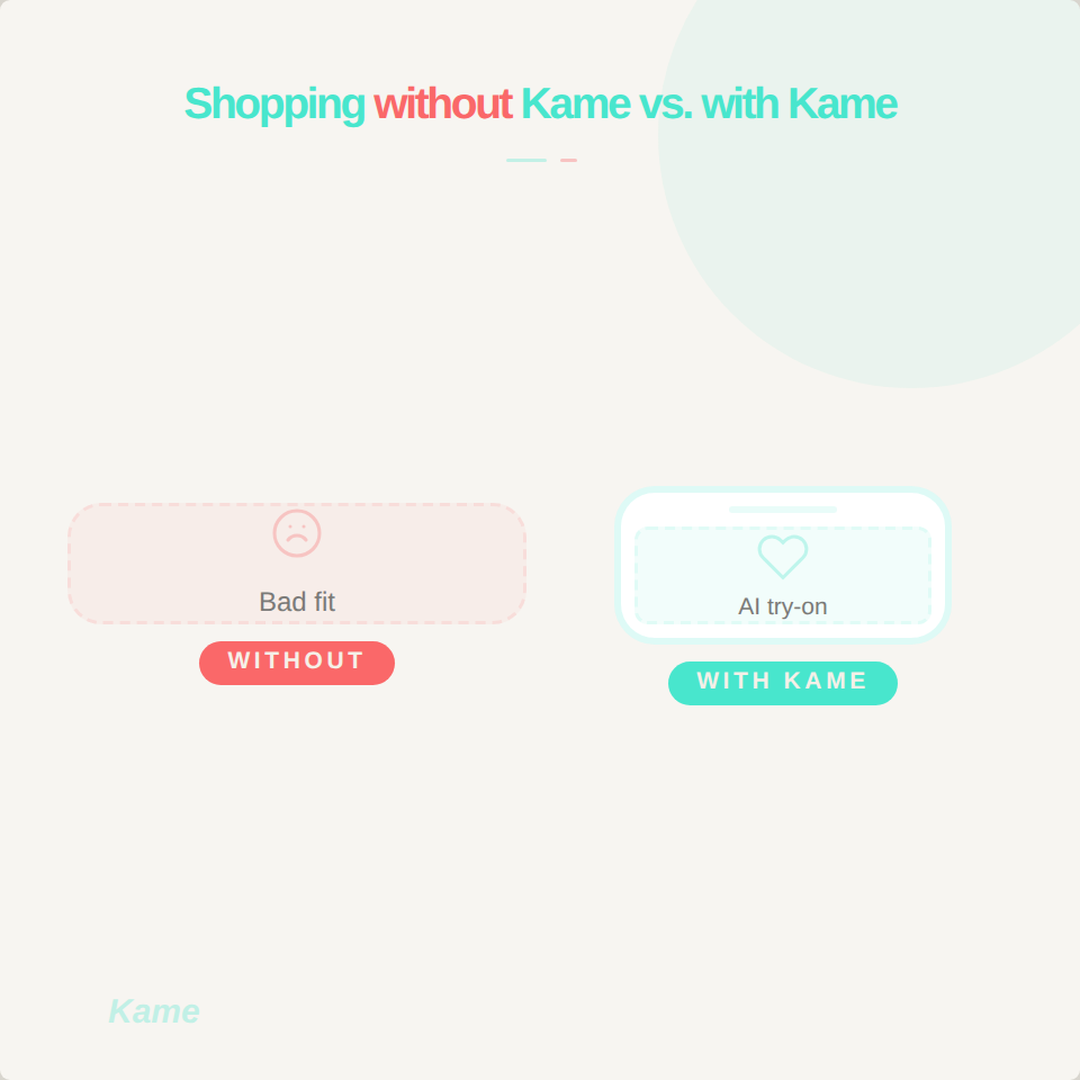 Shopping without Kame vs. with Kame
Bad fit
WITHOUT
AI try-on
WITH KAME
Kame